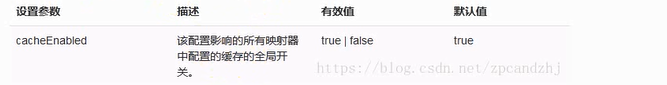 设置参数 描述 有效值 默认值
cacheEnabled 该配置影响的所有映射器 true | false true
中配置的缓存的全局开
关。
https://blog.csdn.net/zpcandzhj